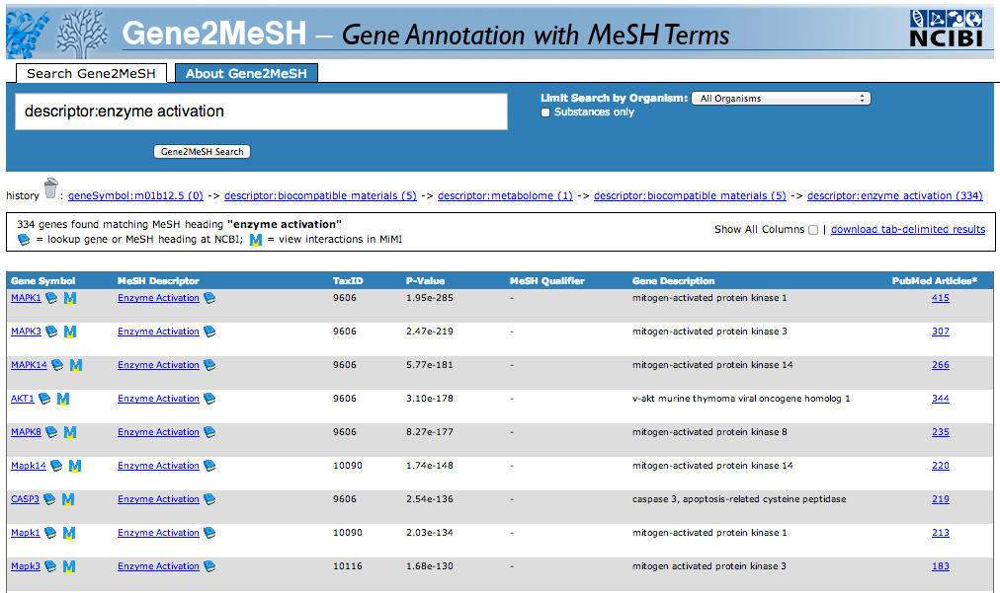 Gene2MeSH – Gene Annotation with MeSH Terms
NCIBI
Search Gene2MeSH About Gene2MeSH
descriptor:enzyme activation
Limit Search by Organism: All Organisms
Substances only
Gene2MeSH Search
history : geneSymbol:m01b12.5 (0) -> descriptor:biocompatible materials (5) -> descriptor:metabolome (1) -> descriptor:biocompatible materials (5) -> descriptor:enzyme activation (334)
334 genes found matching MeSH heading "enzyme activation"
= lookup gene or MeSH heading at NCBI; M = view interactions in MiMI
Show All Columns | download tab-delimited results
Gene Symbol MeSH Descriptor TaxID P-Value MeSH Qualifier Gene Description PubMed Articles*
MAPK1 M Enzyme Activation 9606 1.95e-285 - mitogen-activated protein kinase 1 415
MAPK3 M Enzyme Activation 9606 2.47e-219 - mitogen-activated protein kinase 3 307
MAPK14 M Enzyme Activation 9606 5.77e-181 - mitogen-activated protein kinase 14 266
AKT1 M Enzyme Activation 9606 3.10e-178 - v-akt murine thymoma viral oncogene homolog 1 344
MAPK8 M Enzyme Activation 9606 8.27e-177 - mitogen-activated protein kinase 8 235
Mapk14 M Enzyme Activation 10090 1.74e-148 - mitogen-activated protein kinase 14 220
CASP3 M Enzyme Activation 9606 2.54e-136 - caspase 3, apoptosis-related cysteine peptidase 219
Mapk1 M Enzyme Activation 10090 2.03e-134 - mitogen-activated protein kinase 1 213
Mapk3 M Enzyme Activation 10116 1.68e-130 - mitogen activated protein kinase 3 183